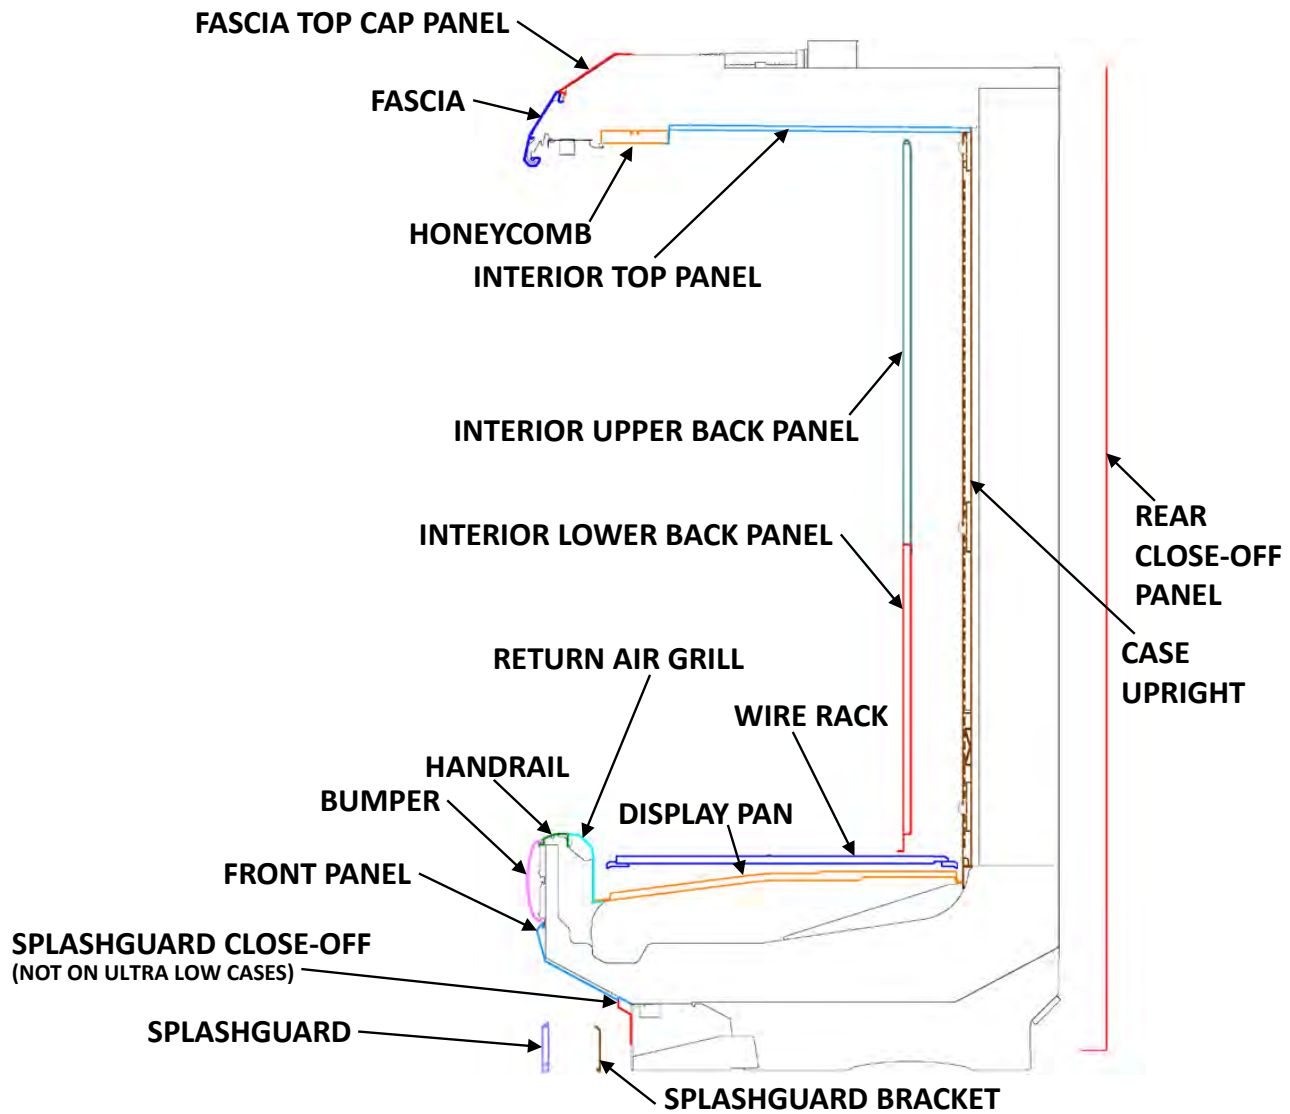 FASCIA TOP CAP PANEL
FASCIA
HONEYCOMB
INTERIOR TOP PANEL
INTERIOR UPPER BACK PANEL
INTERIOR LOWER BACK PANEL
REAR
CLOSE-OFF
PANEL
CASE
UPRIGHT
RETURN AIR GRILL
WIRE RACK
HANDRAIL
BUMPER
DISPLAY PAN
FRONT PANEL
SPLASHGUARD CLOSE-OFF
(NOT ON ULTRA LOW CASES)
SPLASHGUARD
SPLASHGUARD BRACKET